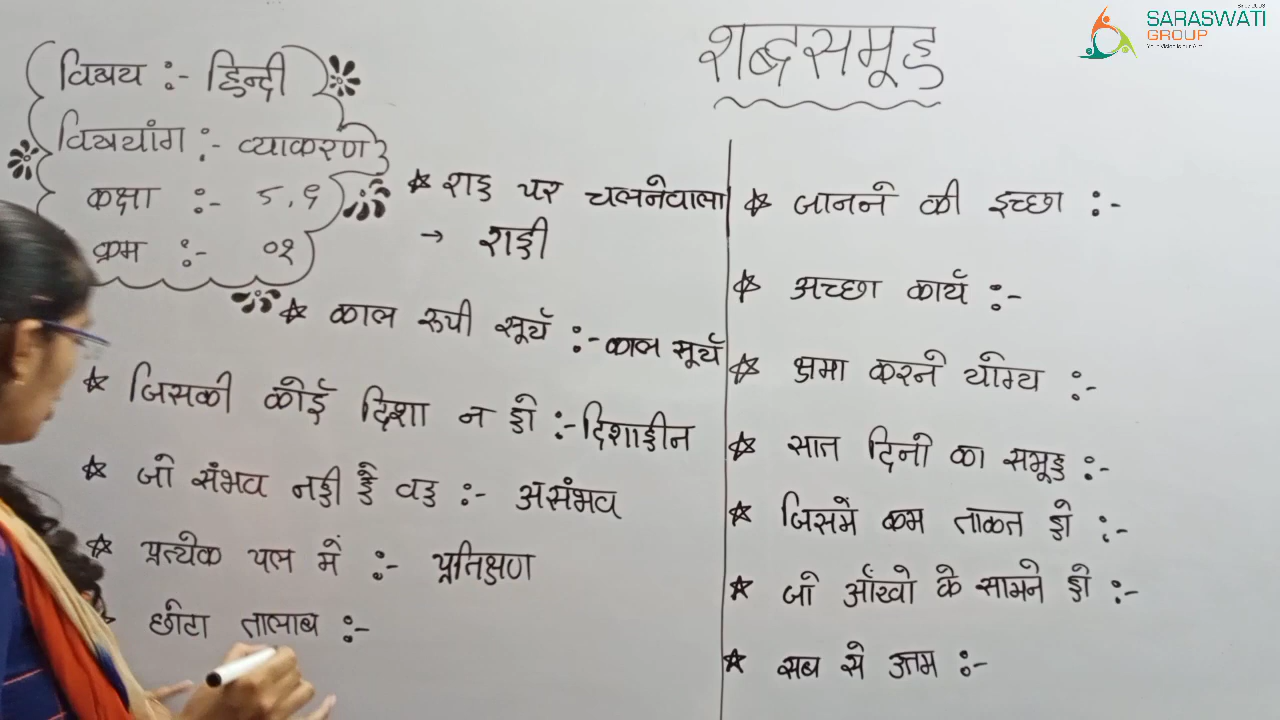 SARASWATI
GROUP
शब्दसमूह
विषय :- हिन्दी
विषयांग :- व्याकरण
कक्षा :- ८,९
क्रम :- ०१
* राह पर चलनेवाला
→ राही
* काल रुपी सूर्य :- काल सूर्य
* जिसकी कोई दिशा न हो :- दिशाहीन
* जो संभव नही है वह :- असंभव
* प्रत्येक पल में :- प्रतिक्षण
छोटा तालाब :-
* जानने की इच्छा :-
* अच्छा कार्य :-
* क्षमा करने योग्य :-
* सात दिनो का समूह :-
* जिसमे कम ताकत हो :-
* जो आँखो के सामने हो :-
* सब से उत्तम :-